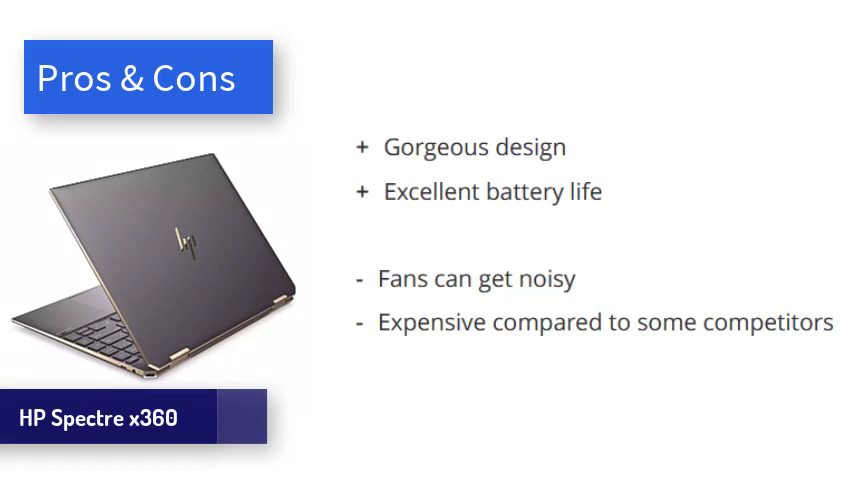 Pros & Cons
+ Gorgeous design
+ Excellent battery life
- Fans can get noisy
- Expensive compared to some competitors
hp
HP Spectre x360